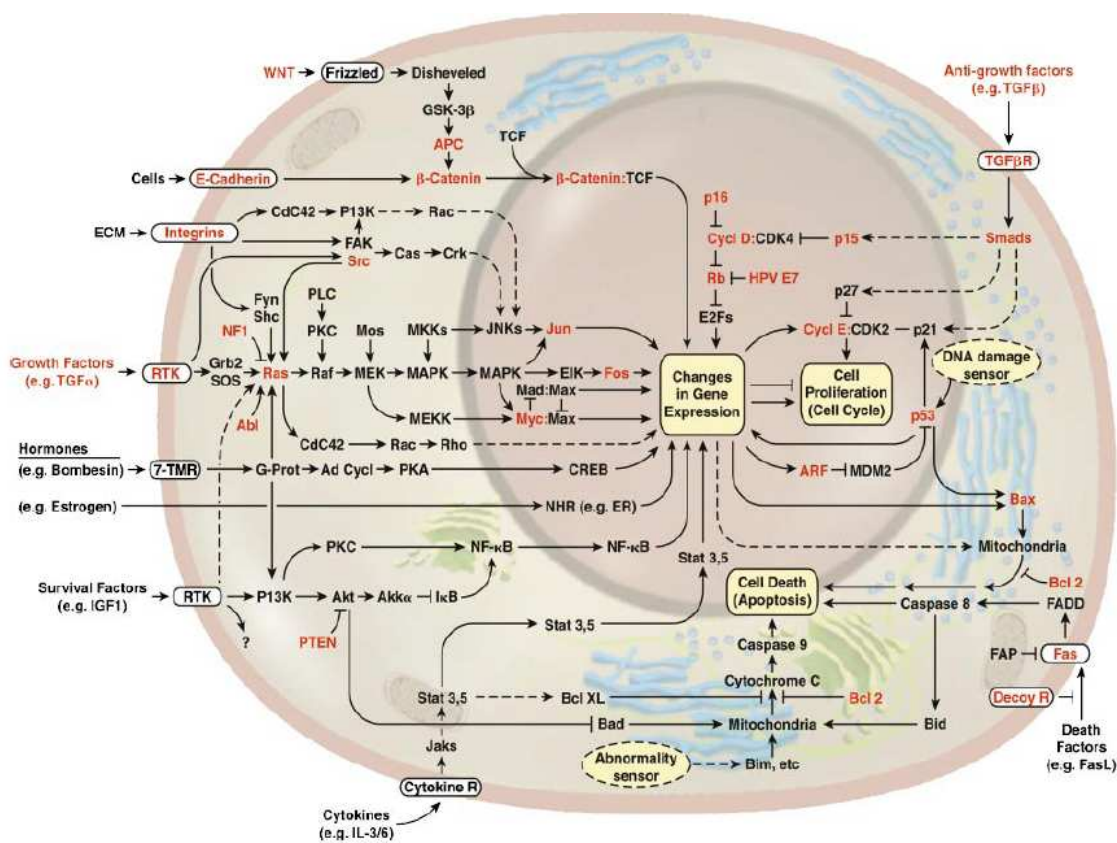 WNT
Frizzled
Disheveled
GSK-3β
APC
TCF
Cells
E-Cadherin
β-Catenin
β-Catenin:TCF
Anti-growth factors
(e.g. TGFβ)
TGFβR
Smads
p16
Cycl D:CDK4
p15
Rb
HPV E7
E2Fs
p27
Cycl E:CDK2
p21
ECM
Integrins
CdC42
P13K
Rac
FAK
Src
Cas
Crk
Fyn
Shc
PLC
PKC
Mos
MKKs
JNKs
Jun
NF1
Growth Factors
(e.g. TGFα)
RTK
Grb2
SOS
Ras
Raf
MEK
MAPK
MAPK
ElK
Fos
Mad:Max
MEKK
Myc:Max
Abl
CdC42
Rac
Rho
Changes
in Gene
Expression
Cell
Proliferation
(Cell Cycle)
DNA damage
sensor
p53
ARF
MDM2
Bax
Mitochondria
Bcl 2
Hormones
(e.g. Bombesin)
7-TMR
G-Prot
Ad Cycl
PKA
CREB
(e.g. Estrogen)
NHR (e.g. ER)
PKC
NF-κB
NF-κB
Stat 3,5
Survival Factors
(e.g. IGF1)
RTK
P13K
Akt
Akkα
IκB
?
PTEN
Stat 3,5
Cell Death
(Apoptosis)
Caspase 8
FADD
Caspase 9
FAP
Fas
Cytochrome C
Stat 3,5
Bcl XL
Bcl 2
Decoy R
Bad
Mitochondria
Bid
Death
Factors
(e.g. FasL)
Jaks
Abnormality
sensor
Bim, etc
Cytokine R
Cytokines
(e.g. IL-3/6)